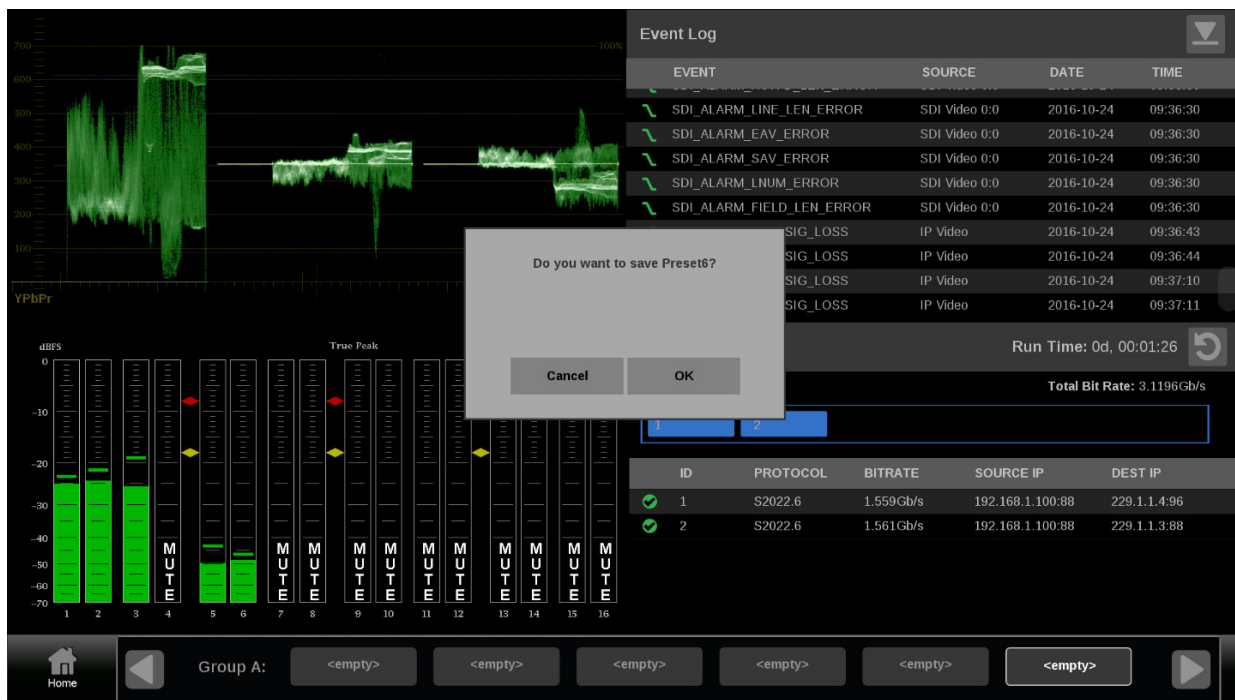 700
100%
600
500
400
300
200
100
YPbPr
Event Log
EVENT SOURCE DATE TIME
SDI_ALARM_LINE_LEN_ERROR SDI Video 0:0 2016-10-24 09:36:30
SDI_ALARM_EAV_ERROR SDI Video 0:0 2016-10-24 09:36:30
SDI_ALARM_SAV_ERROR SDI Video 0:0 2016-10-24 09:36:30
SDI_ALARM_LNUM_ERROR SDI Video 0:0 2016-10-24 09:36:30
SDI_ALARM_FIELD_LEN_ERROR SDI Video 0:0 2016-10-24 09:36:30
SIG_LOSS IP Video 2016-10-24 09:36:43
SIG_LOSS IP Video 2016-10-24 09:36:44
SIG_LOSS IP Video 2016-10-24 09:37:10
SIG_LOSS IP Video 2016-10-24 09:37:11
Do you want to save Preset6?
Cancel OK
Run Time: 0d, 00:01:26
Total Bit Rate: 3.1196Gb/s
1 2
ID PROTOCOL BITRATE SOURCE IP DEST IP
1 S2022.6 1.559Gb/s 192.168.1.100:88 229.1.1.4:96
2 S2022.6 1.561Gb/s 192.168.1.100:88 229.1.1.3:88
dBFS True Peak
0
-10
-20
-30
-40
-50
-60
-70
MUTE MUTE MUTE MUTE MUTE MUTE MUTE MUTE MUTE MUTE MUTE
1 2 3 4 5 6 7 8 9 10 11 12 13 14 15 16
Home
Group A: <empty> <empty> <empty> <empty> <empty> <empty>